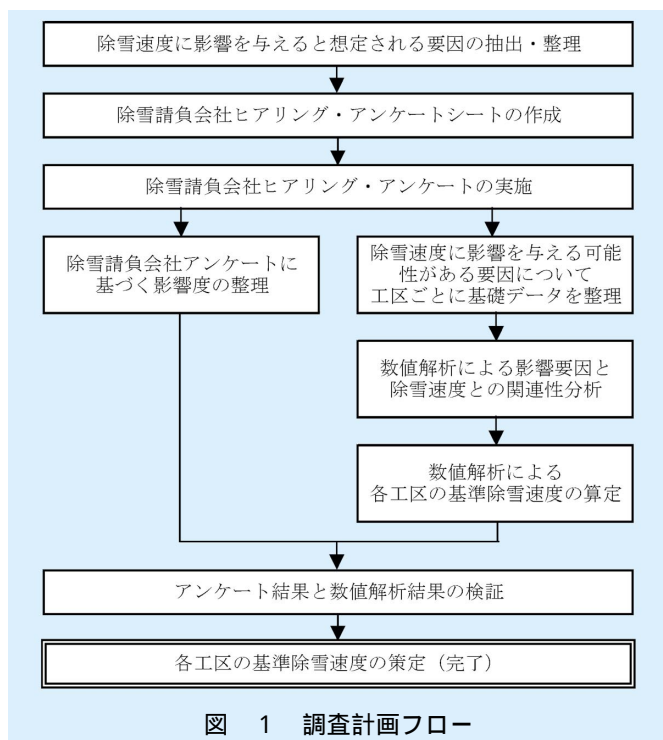 除雪速度に影響を与えると想定される要因の抽出・整理
除雪請負会社ヒアリング・アンケートシートの作成
除雪請負会社ヒアリング・アンケートの実施
除雪請負会社アンケートに
基づく影響度の整理
除雪速度に影響を与える可能
性がある要因について
工区ごとに基礎データを整理
数値解析による影響要因と
除雪速度との関連性分析
数値解析による
各工区の基準除雪速度の算定
アンケート結果と数値解析結果の検証
各工区の基準除雪速度の策定（完了）
図　1　調査計画フロー